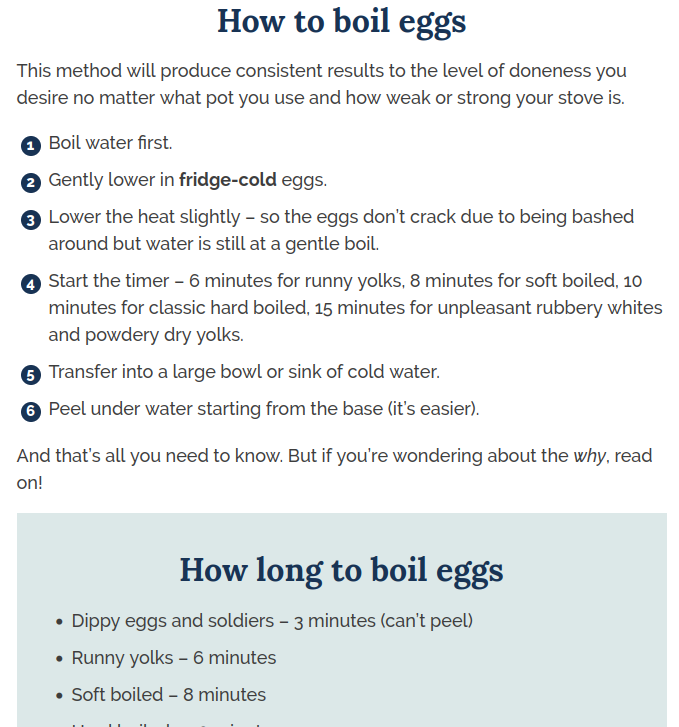 How to boil eggs
This method will produce consistent results to the level of doneness you
desire no matter what pot you use and how weak or strong your stove is.
1 Boil water first.
2 Gently lower in fridge-cold eggs.
3 Lower the heat slightly – so the eggs don't crack due to being bashed
around but water is still at a gentle boil.
4 Start the timer – 6 minutes for runny yolks, 8 minutes for soft boiled, 10
minutes for classic hard boiled, 15 minutes for unpleasant rubbery whites
and powdery dry yolks.
5 Transfer into a large bowl or sink of cold water.
6 Peel under water starting from the base (it's easier).
And that's all you need to know. But if you're wondering about the why, read
on!
How long to boil eggs
• Dippy eggs and soldiers – 3 minutes (can't peel)
• Runny yolks – 6 minutes
• Soft boiled – 8 minutes